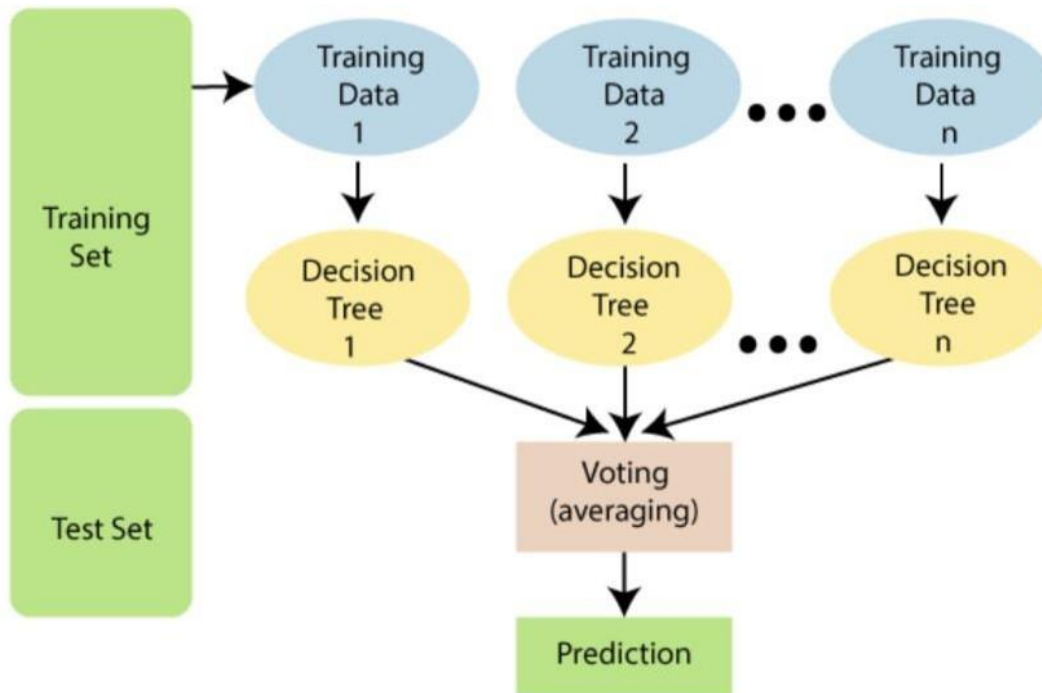 Training
Set
Test Set
Training
Data
1
Training
Data
2
Training
Data
n
Decision
Tree
1
Decision
Tree
2
Decision
Tree
n
Voting
(averaging)
Prediction